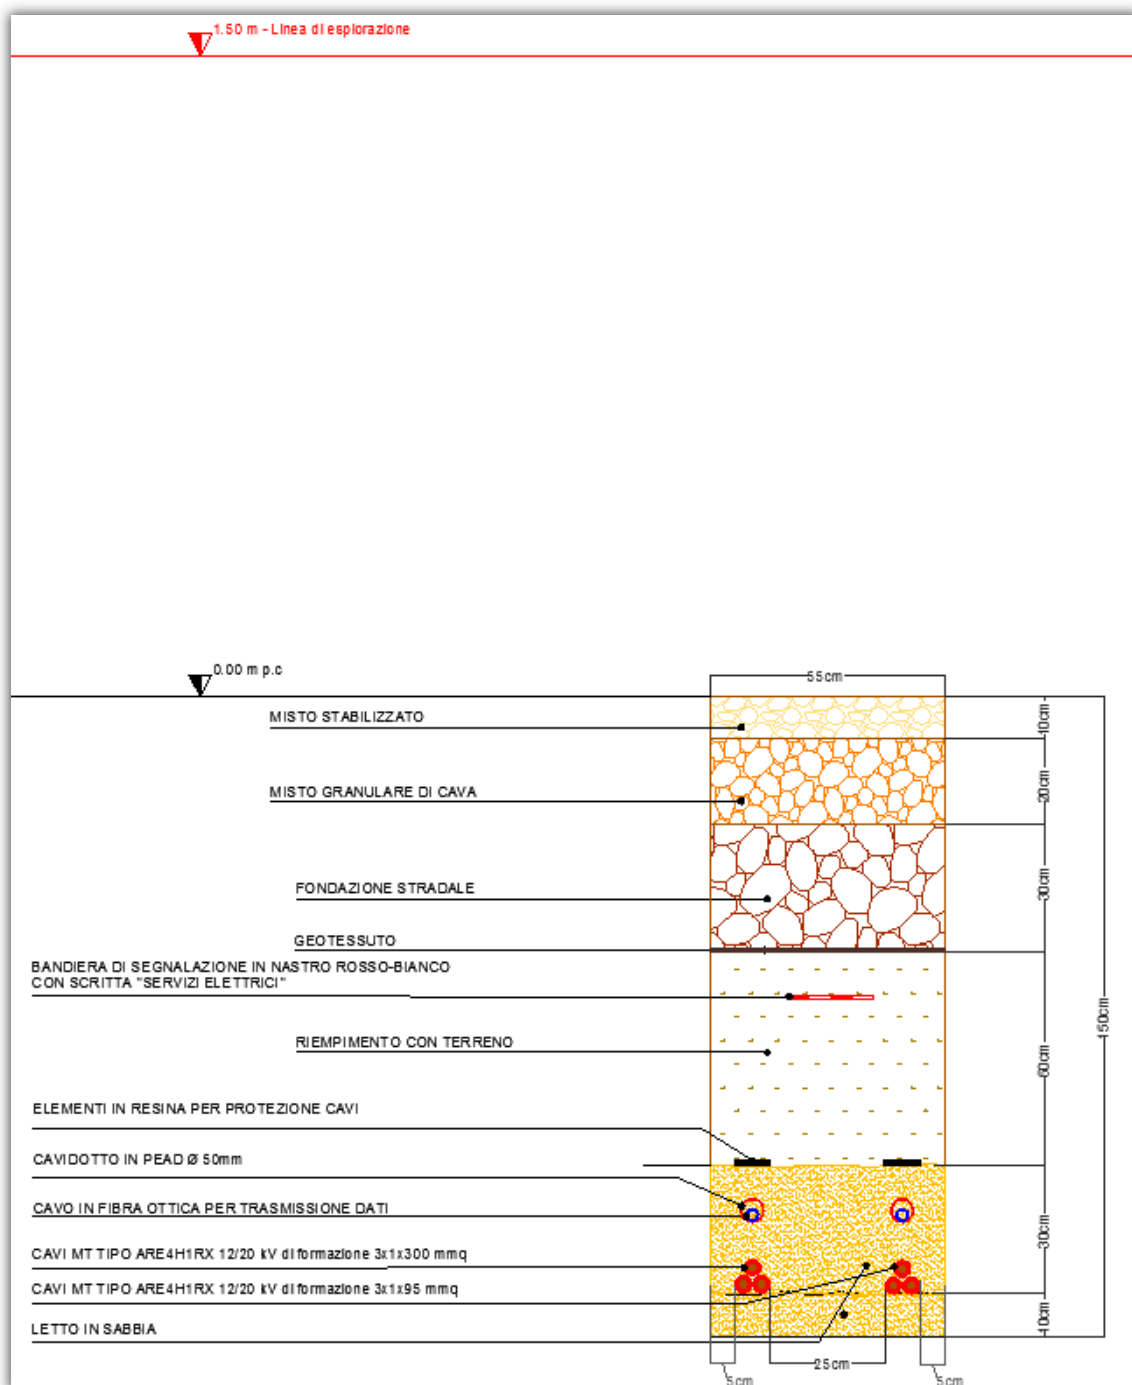 1.50 m - Linea di esplorazione
0.00 m p.c
55cm
MISTO STABILIZZATO
10cm
MISTO GRANULARE DI CAVA
20cm
FONDAZIONE STRADALE
30cm
GEOTESSUTO
BANDIERA DI SEGNALAZIONE IN NASTRO ROSSO-BIANCO
CON SCRITTA "SERVIZI ELETTRICI"
150cm
RIEMPIMENTO CON TERRENO
60cm
ELEMENTI IN RESINA PER PROTEZIONE CAVI
CAVIDOTTO IN PEAD Ø 50mm
CAVO IN FIBRA OTTICA PER TRASMISSIONE DATI
30cm
CAVI MT TIPO ARE4H1RX 12/20 kV di formazione 3x1x300 mmq
CAVI MT TIPO ARE4H1RX 12/20 kV di formazione 3x1x95 mmq
10cm
LETTO IN SABBIA
25cm
5cm
5cm